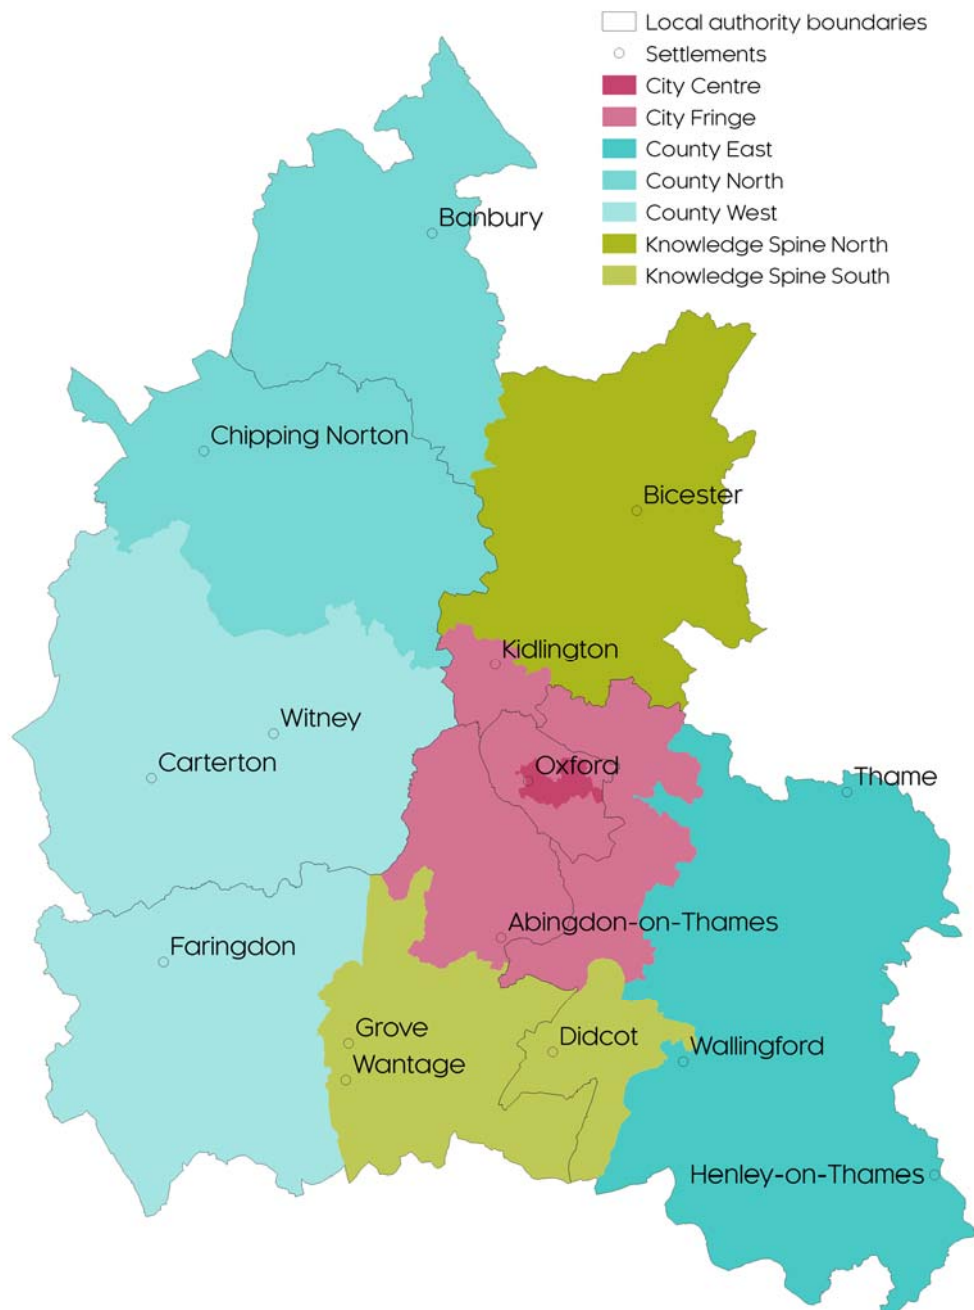 Local authority boundaries
Settlements
City Centre
City Fringe
County East
County North
County West
Knowledge Spine North
Knowledge Spine South
Banbury
Chipping Norton
Bicester
Kidlington
Witney
Carterton
Oxford
Thame
Abingdon-on-Thames
Faringdon
Grove
Didcot
Wallingford
Wantage
Henley-on-Thames